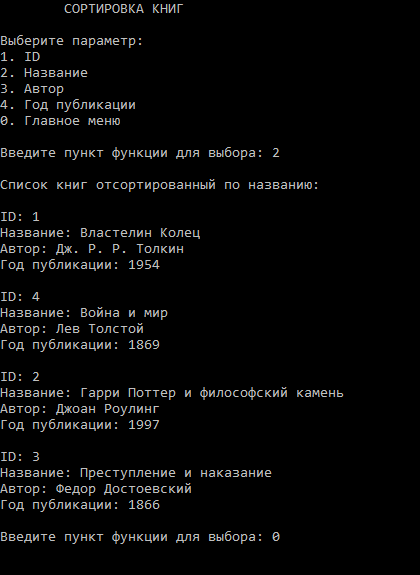 СОРТИРОВКА КНИГ
Выберите параметр:
1. ID
2. Название
3. Автор
4. Год публикации
0. Главное меню
Введите пункт функции для выбора: 2
Список книг отсортированный по названию:
ID: 1
Название: Властелин Колец
Автор: Дж. Р. Р. Толкин
Год публикации: 1954
ID: 4
Название: Война и мир
Автор: Лев Толстой
Год публикации: 1869
ID: 2
Название: Гарри Поттер и философский камень
Автор: Джоан Роулинг
Год публикации: 1997
ID: 3
Название: Преступление и наказание
Автор: Федор Достоевский
Год публикации: 1866
Введите пункт функции для выбора: 0